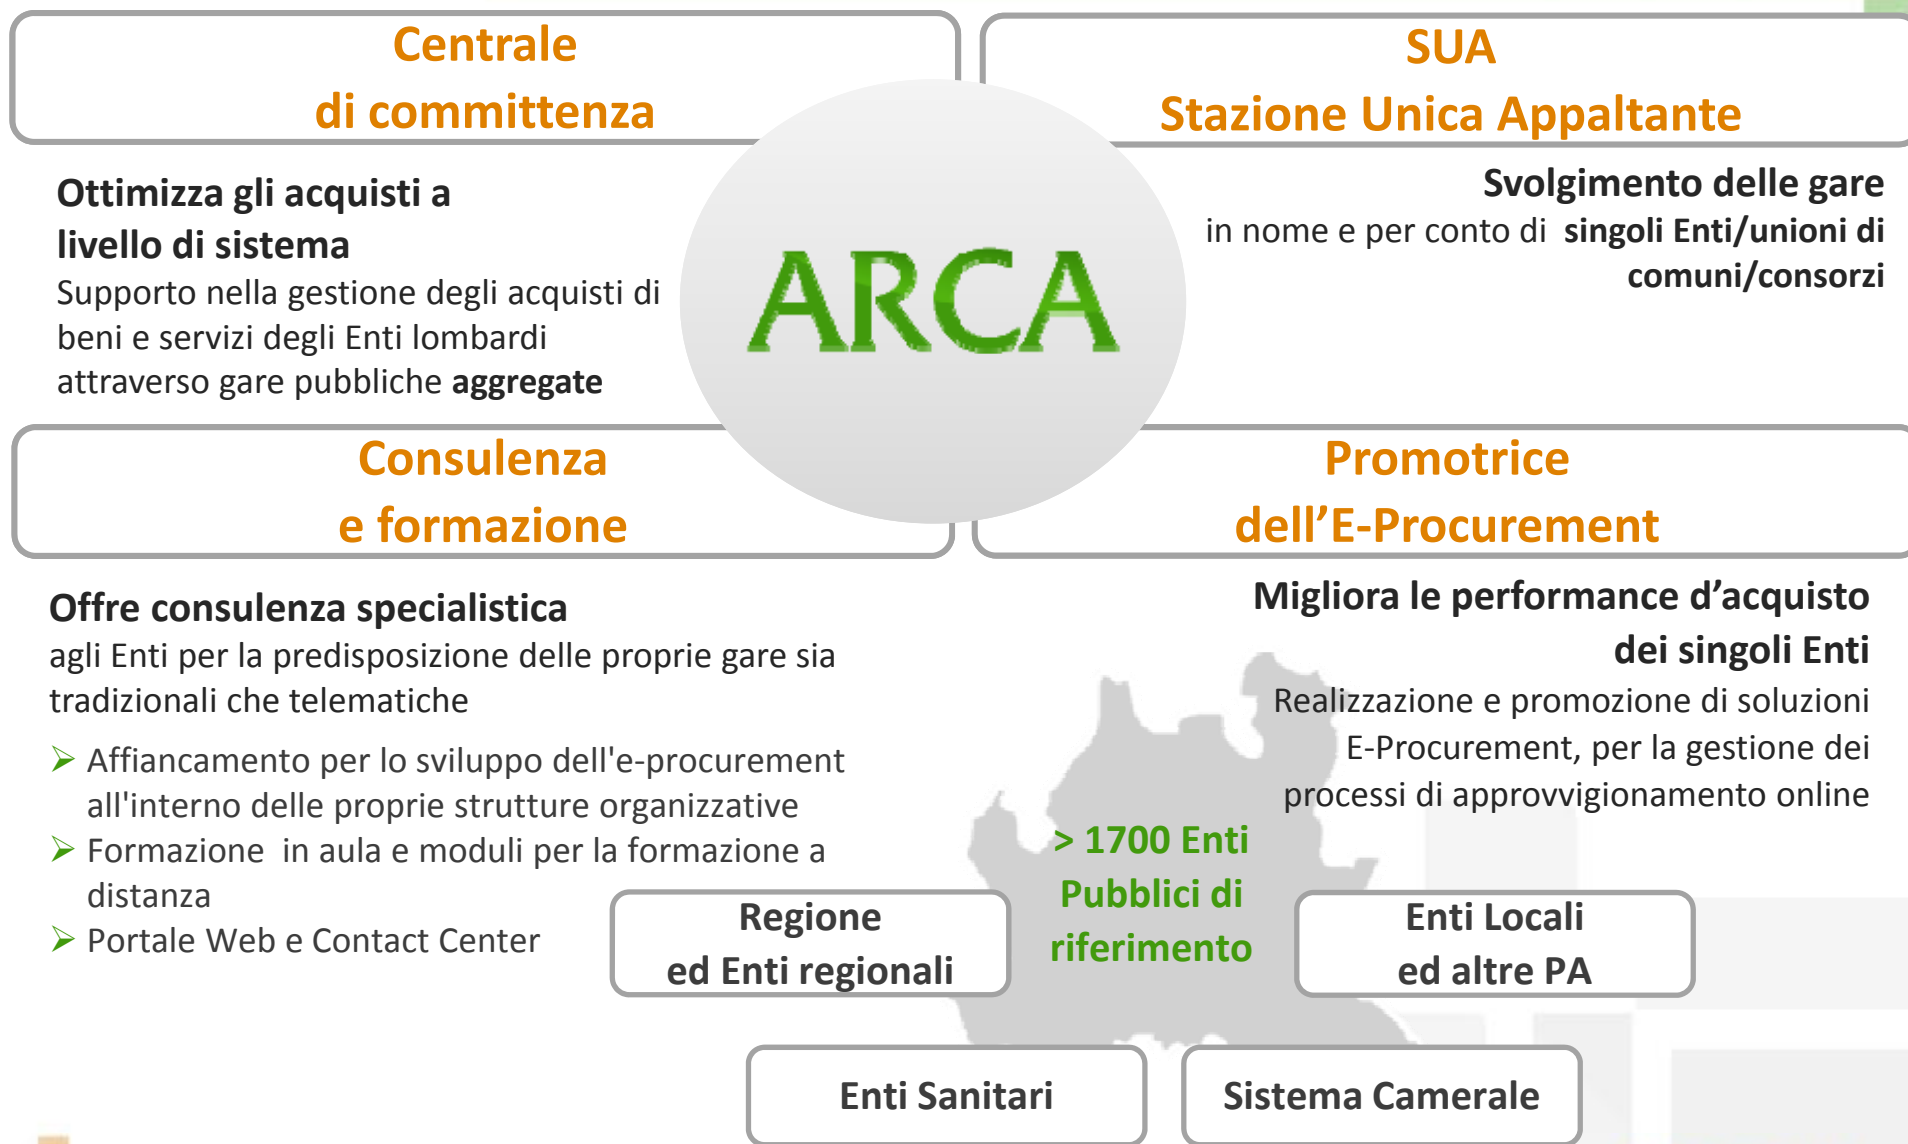 Centrale
di committenza
SUA
Stazione Unica Appaltante
ARCA
Ottimizza gli acquisti a
livello di sistema
Supporto nella gestione degli acquisti di
beni e servizi degli Enti lombardi
attraverso gare pubbliche aggregate
Svolgimento delle gare
in nome e per conto di singoli Enti/unioni di
comuni/consorzi
Consulenza
e formazione
Promotrice
dell’E-Procurement
Offre consulenza specialistica
agli Enti per la predisposizione delle proprie gare sia
tradizionali che telematiche
➢ Affiancamento per lo sviluppo dell'e-procurement
all'interno delle proprie strutture organizzative
➢ Formazione in aula e moduli per la formazione a
distanza
➢ Portale Web e Contact Center
Migliora le performance d’acquisto
dei singoli Enti
Realizzazione e promozione di soluzioni
E-Procurement, per la gestione dei
processi di approvvigionamento online
> 1700 Enti
Pubblici di
riferimento
Regione
ed Enti regionali
Enti Locali
ed altre PA
Enti Sanitari
Sistema Camerale